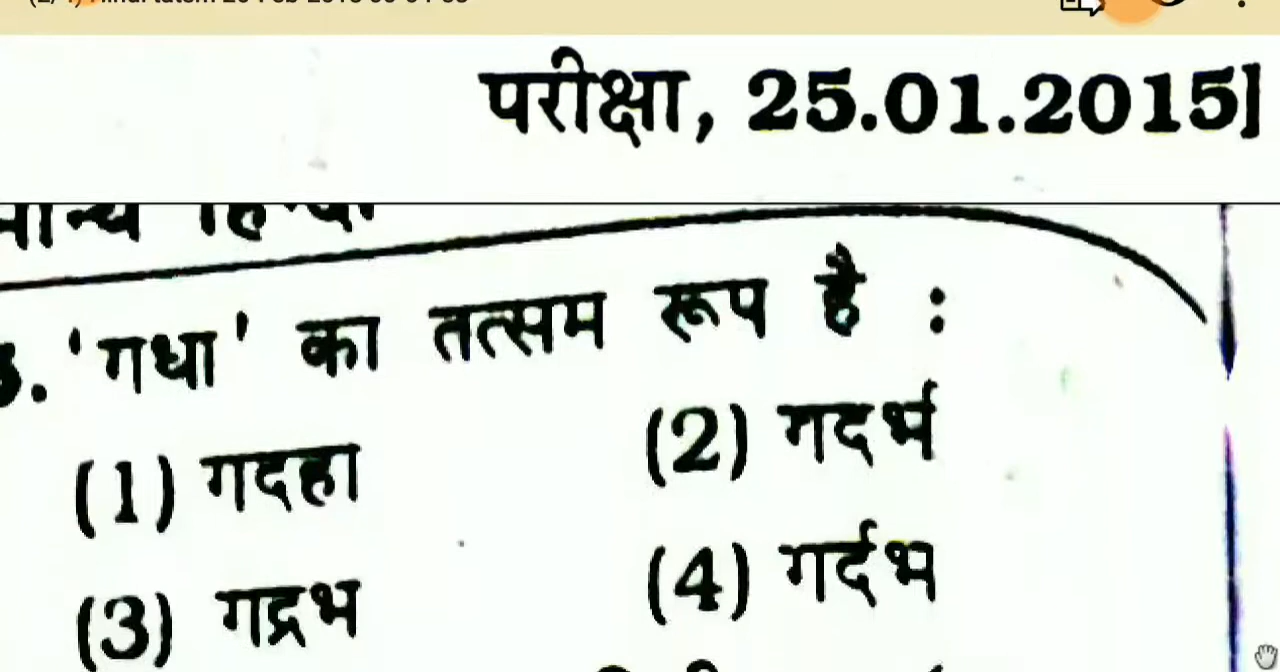 परीक्षा, 25.01.2015]
'गधा' का तत्सम रूप है :
(1) गदहा (2) गदर्भ
(3) गद्रभ (4) गर्दभ